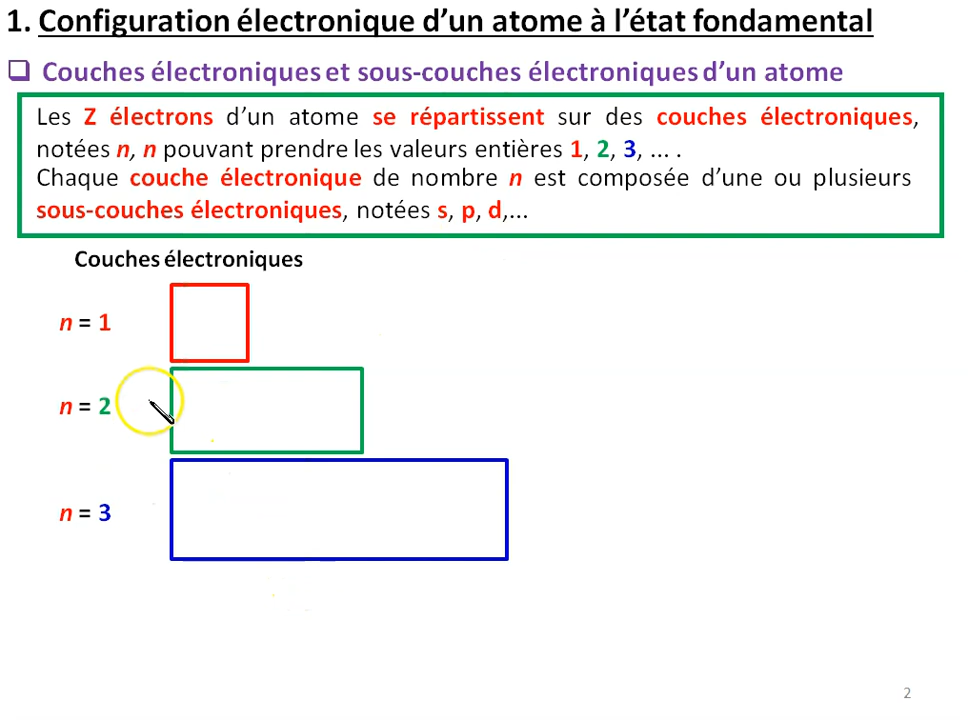 1. Configuration électronique d’un atome à l’état fondamental
Couches électroniques et sous-couches électroniques d’un atome
Les Z électrons d’un atome se répartissent sur des couches électroniques,
notées n, n pouvant prendre les valeurs entières 1, 2, 3, ... .
Chaque couche électronique de nombre n est composée d’une ou plusieurs
sous-couches électroniques, notées s, p, d,...
Couches électroniques
n = 1
n = 2
n = 3
2